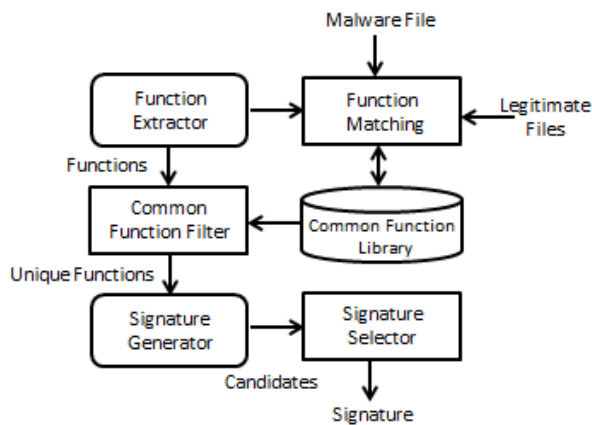 Malware File
Function
Extractor
Function
Matching
Legitimate
Files
Functions
Common
Function Filter
Common Function
Library
Unique Functions
Signature
Generator
Signature
Selector
Candidates
Signature